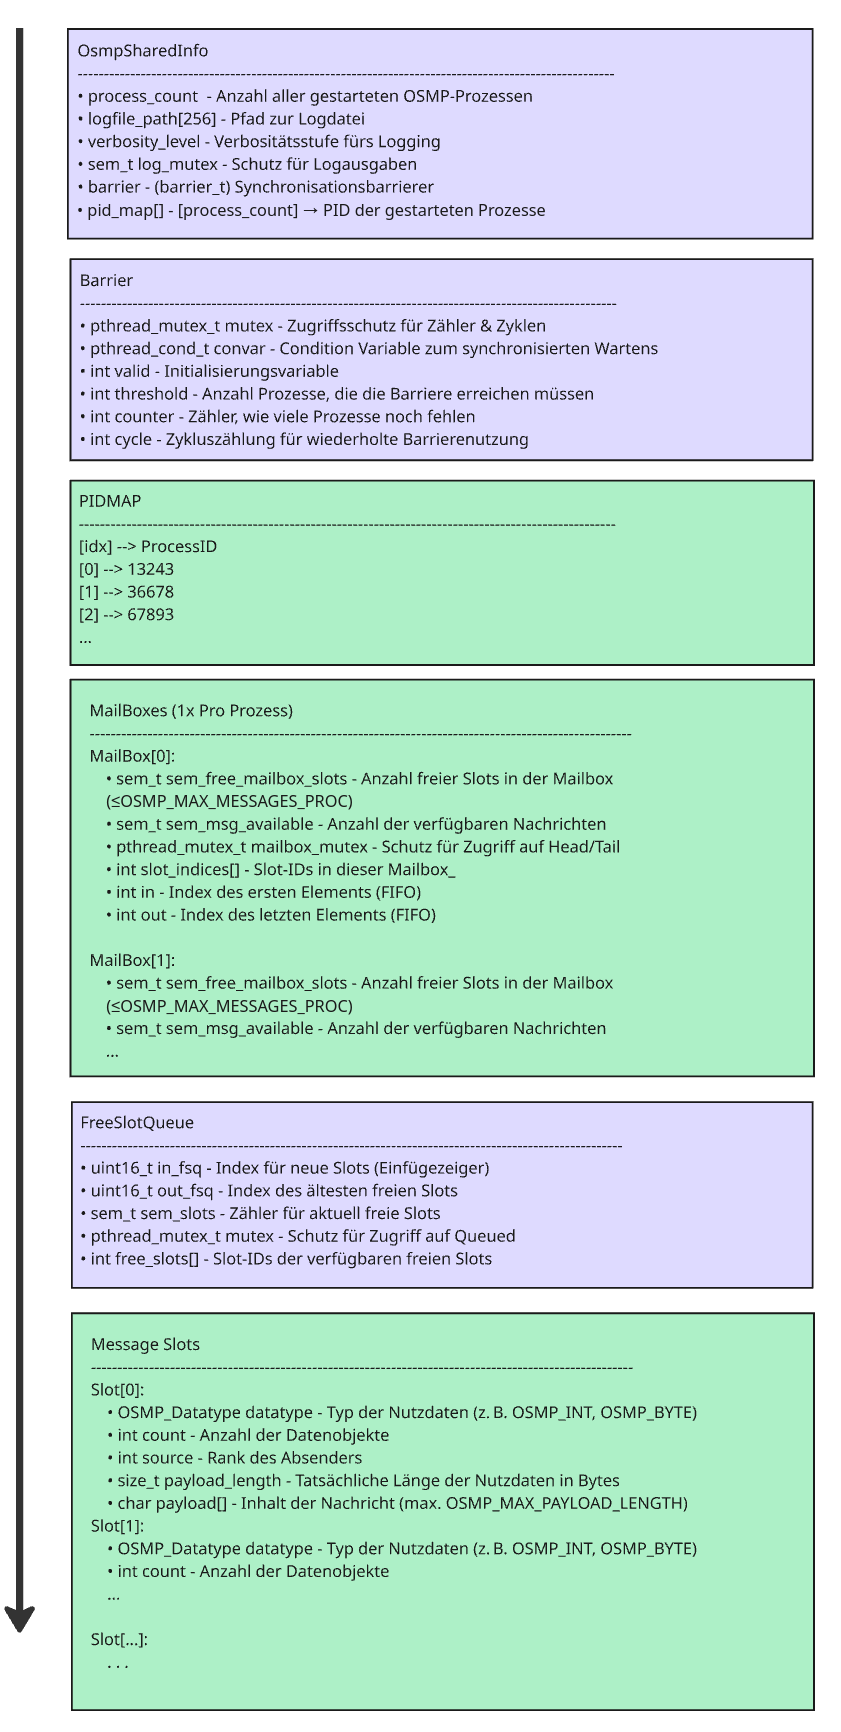 OsmpSharedInfo
-------------------------------------------------------------------------------------------------------
• process_count  - Anzahl aller gestarteten OSMP-Prozessen
• logfile_path[256] - Pfad zur Logdatei
• verbosity_level - Verbositätsstufe fürs Logging
• sem_t log_mutex - Schutz für Logausgaben
• barrier - (barrier_t) Synchronisationsbarrierer
• pid_map[] - [process_count] → PID der gestarteten Prozesse
Barrier
-------------------------------------------------------------------------------------------------------
• pthread_mutex_t mutex - Zugriffsschutz für Zähler & Zyklen
• pthread_cond_t convar - Condition Variable zum synchronisierten Wartens
• int valid - Initialisierungsvariable
• int threshold - Anzahl Prozesse, die die Barriere erreichen müssen
• int counter - Zähler, wie viele Prozesse noch fehlen
• int cycle - Zykluszählung für wiederholte Barrierenutzung
PIDMAP
-------------------------------------------------------------------------------------------------------
[idx] --> ProcessID
[0] --> 13243
[1] --> 36678
[2] --> 67893
...
MailBoxes (1x Pro Prozess)
--------------------------------------------------------------------------------------------------------
MailBox[0]:
• sem_t sem_free_mailbox_slots - Anzahl freier Slots in der Mailbox
(≤OSMP_MAX_MESSAGES_PROC)
• sem_t sem_msg_available - Anzahl der verfügbaren Nachrichten
• pthread_mutex_t mailbox_mutex - Schutz für Zugriff auf Head/Tail
• int slot_indices[] - Slot-IDs in dieser Mailbox_
• int in - Index des ersten Elements (FIFO)
• int out - Index des letzten Elements (FIFO)
MailBox[1]:
• sem_t sem_free_mailbox_slots - Anzahl freier Slots in der Mailbox
(≤OSMP_MAX_MESSAGES_PROC)
• sem_t sem_msg_available - Anzahl der verfügbaren Nachrichten
...
FreeSlotQueue
--------------------------------------------------------------------------------------------------------
• uint16_t in_fsq - Index für neue Slots (Einfügezeiger)
• uint16_t out_fsq - Index des ältesten freien Slots
• sem_t sem_slots - Zähler für aktuell freie Slots
• pthread_mutex_t mutex - Schutz für Zugriff auf Queued
• int free_slots[] - Slot-IDs der verfügbaren freien Slots
Message Slots
--------------------------------------------------------------------------------------------------------
Slot[0]:
• OSMP_Datatype datatype - Typ der Nutzdaten (z. B. OSMP_INT, OSMP_BYTE)
• int count - Anzahl der Datenobjekte
• int source - Rank des Absenders
• size_t payload_length - Tatsächliche Länge der Nutzdaten in Bytes
• char payload[] - Inhalt der Nachricht (max. OSMP_MAX_PAYLOAD_LENGTH)
Slot[1]:
• OSMP_Datatype datatype - Typ der Nutzdaten (z. B. OSMP_INT, OSMP_BYTE)
• int count - Anzahl der Datenobjekte
...
Slot[...]:
. . .